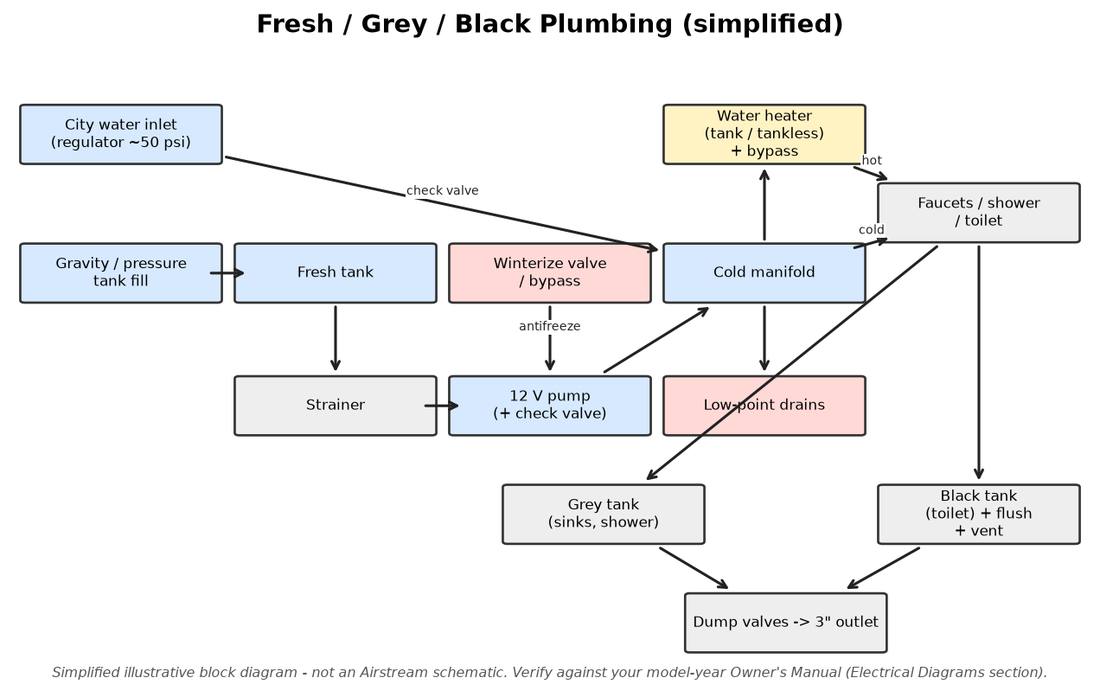 Fresh / Grey / Black Plumbing (simplified)
City water inlet
(regulator ~50 psi)
Water heater
(tank / tankless)
+ bypass
hot
check valve
Faucets / shower
/ toilet
cold
Gravity / pressure
tank fill
Fresh tank
Winterize valve
/ bypass
Cold manifold
antifreeze
Strainer
12 V pump
(+ check valve)
Low-point drains
Grey tank
(sinks, shower)
Black tank
(toilet) + flush
+ vent
Dump valves -> 3" outlet
Simplified illustrative block diagram - not an Airstream schematic. Verify against your model-year Owner's Manual (Electrical Diagrams section).